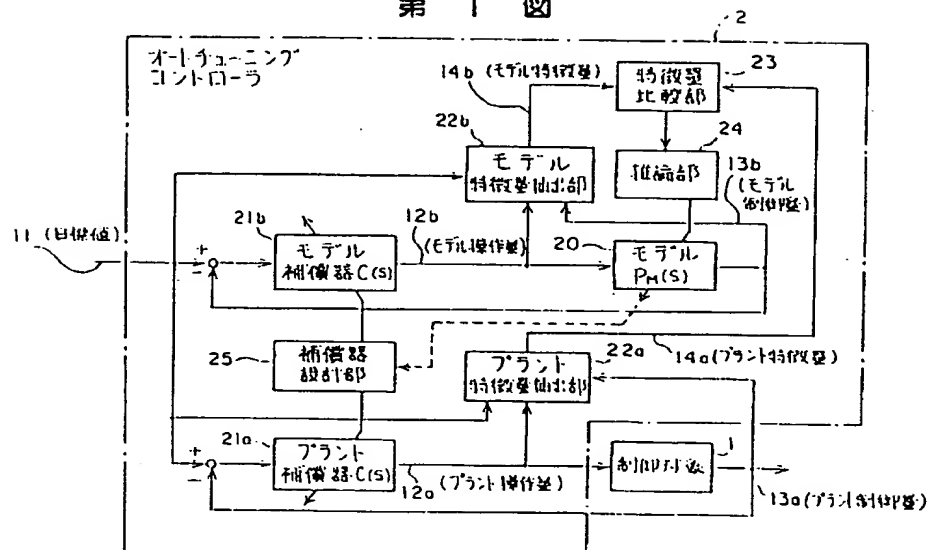 第 1 図
2
オートチューニング
コントローラ
14b (モデル特徴量)
特徴量
比較部
23
22b
モデル
特徴量抽出部
24
推論部
13b
(モデル
制御量)
11 (目標値)
21b
モデル
補償器 C(S)
12b
(モデル操作量)
20
モデル
PM(S)
+
−
25
補償器
設計部
プラント
特徴量抽出部
22a
14a(プラント特徴量)
21a
プラント
補償器 C(S)
12a (プラント操作量)
制御対象
1
13a(プラント制御量)
+
−